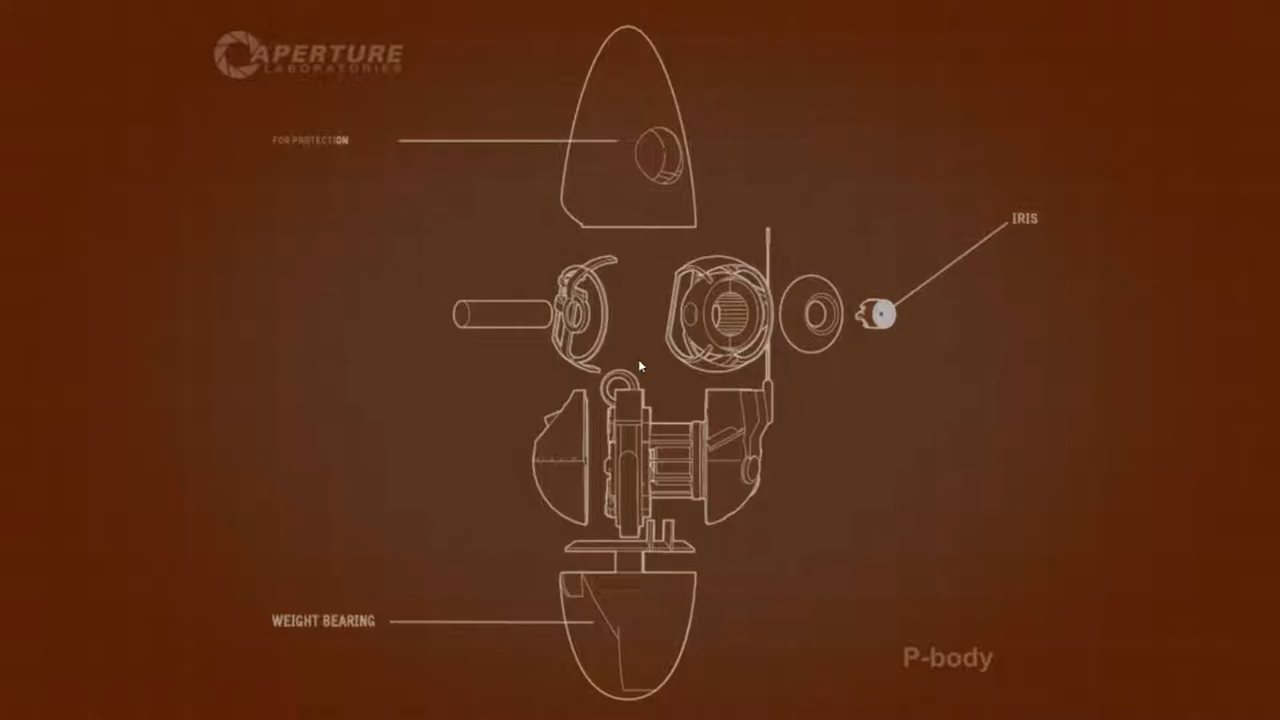 APERTURE
LABORATORIES
FOR PROTECTION
IRIS
WEIGHT BEARING
P-body